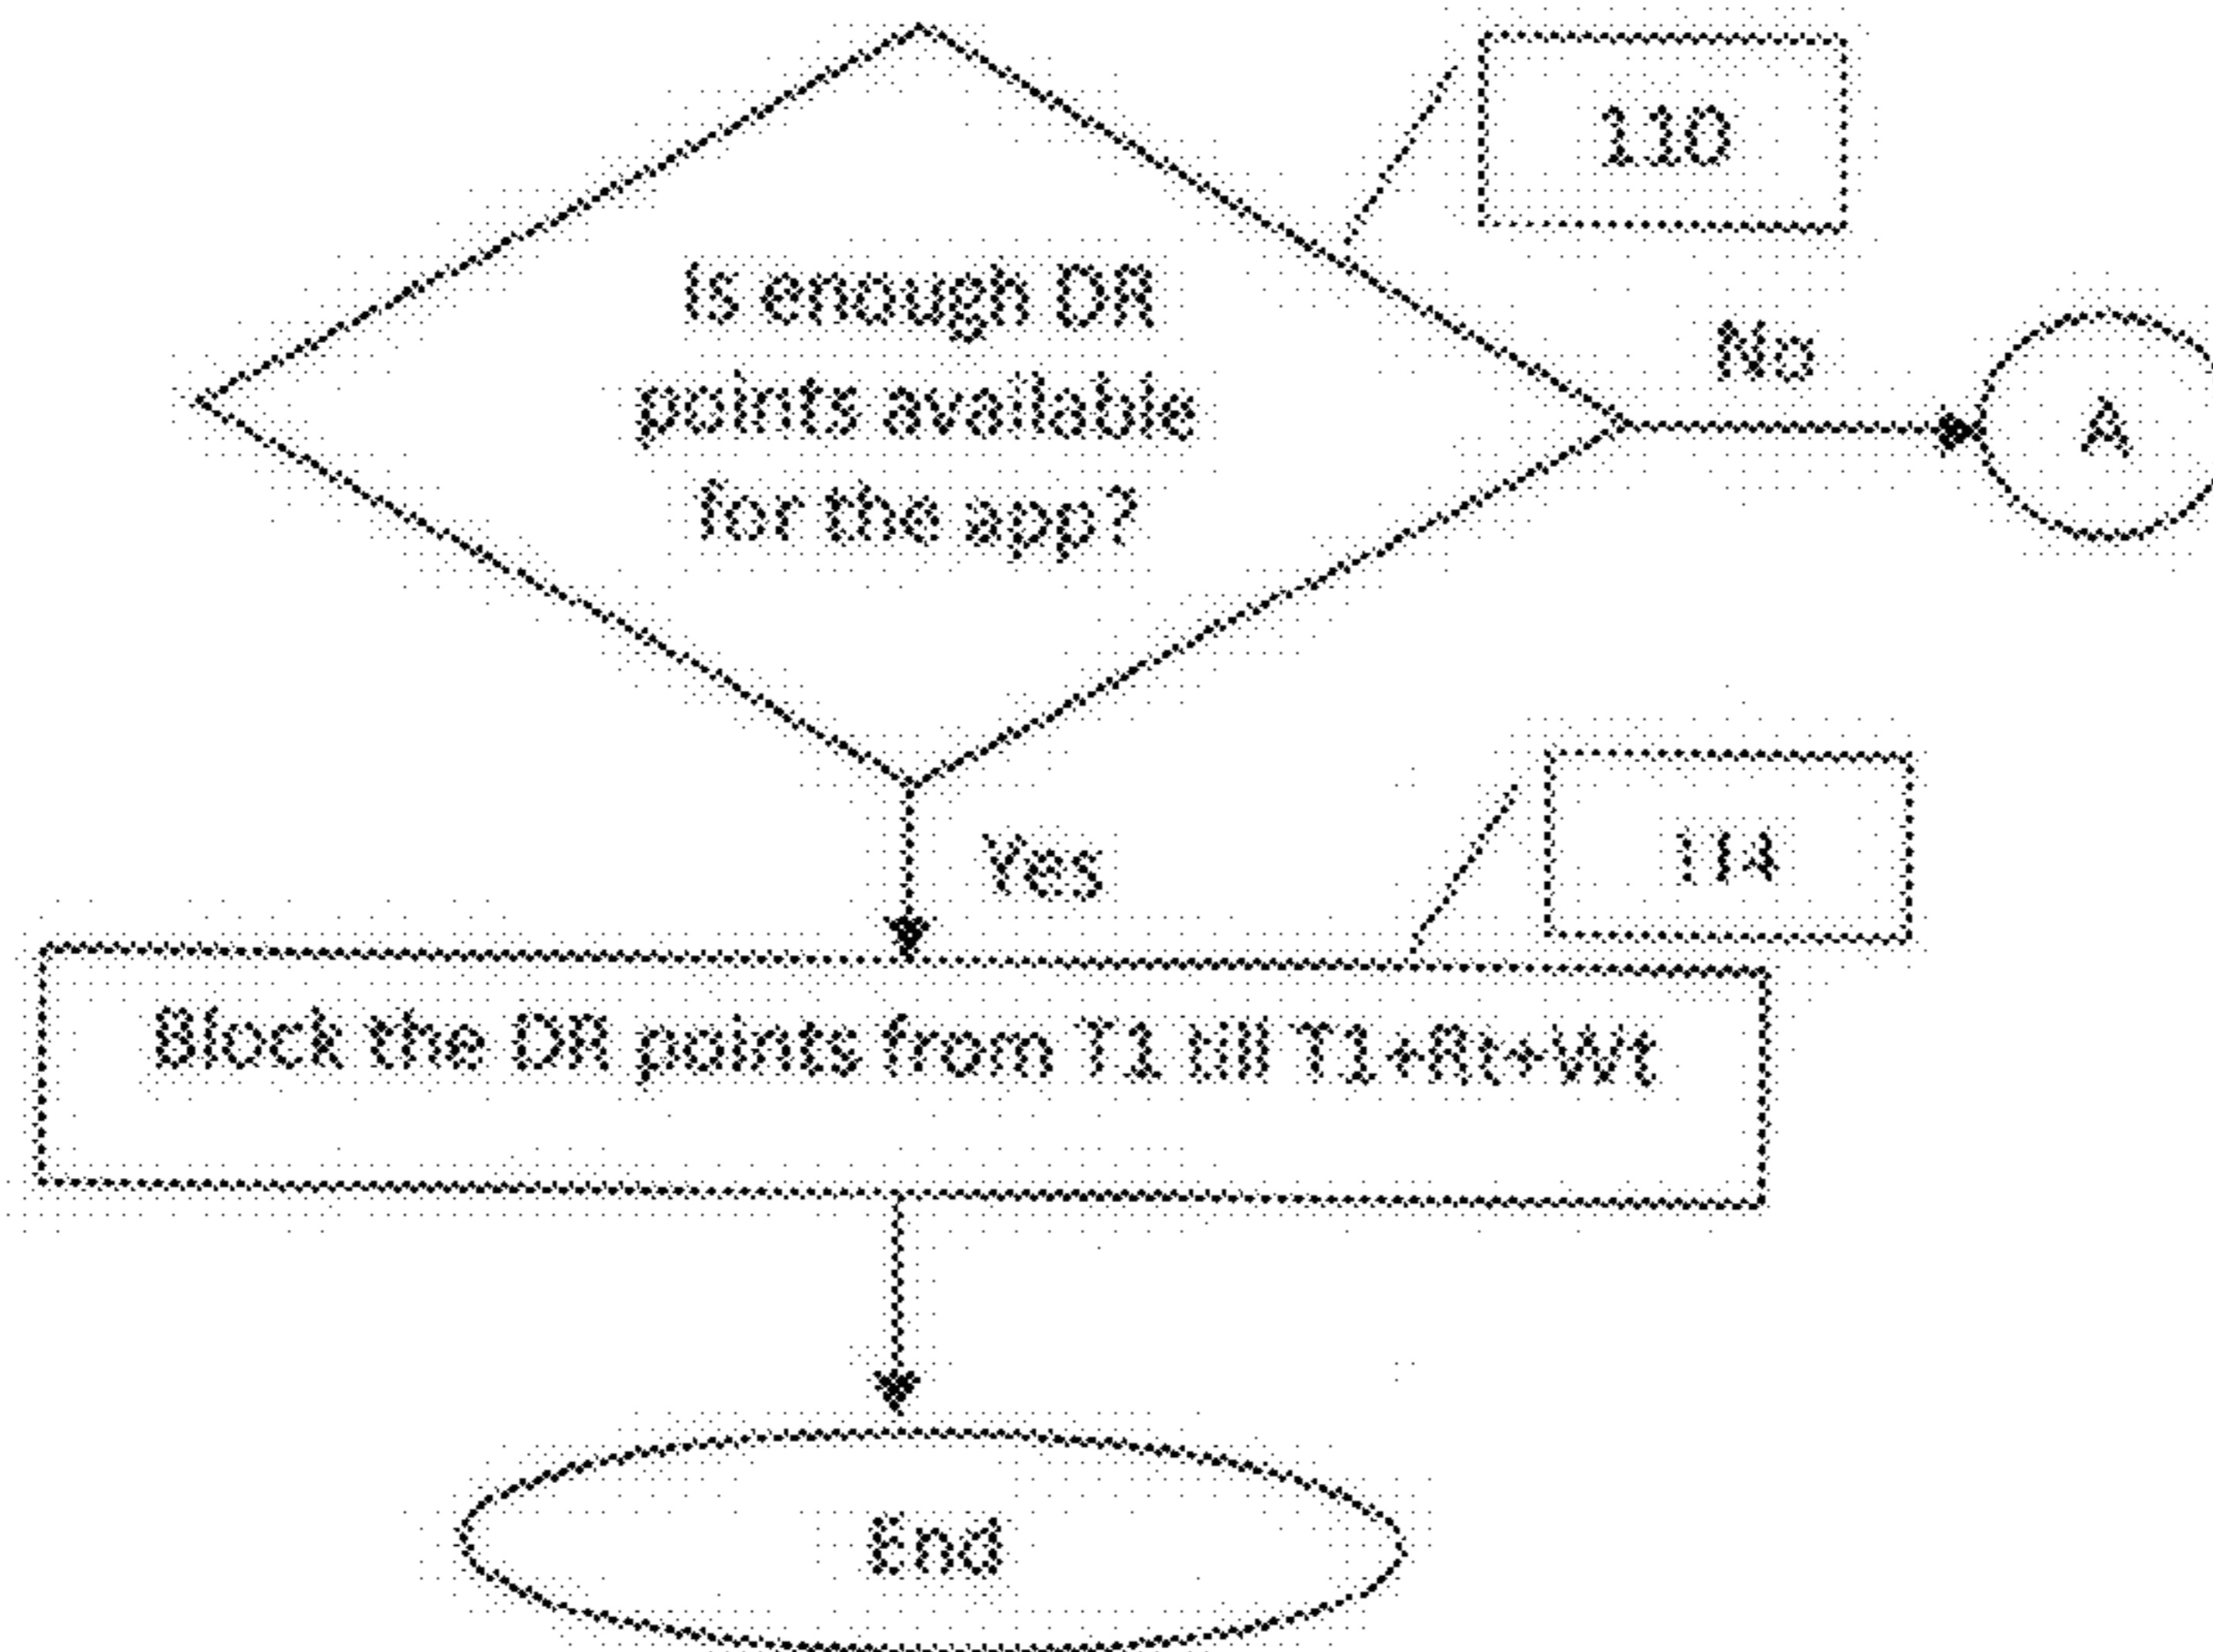 110
Is enough DR
points available
for the app?
No
A
Yes
114
Block the DR points from T1 till T1+Rt+Wt
End